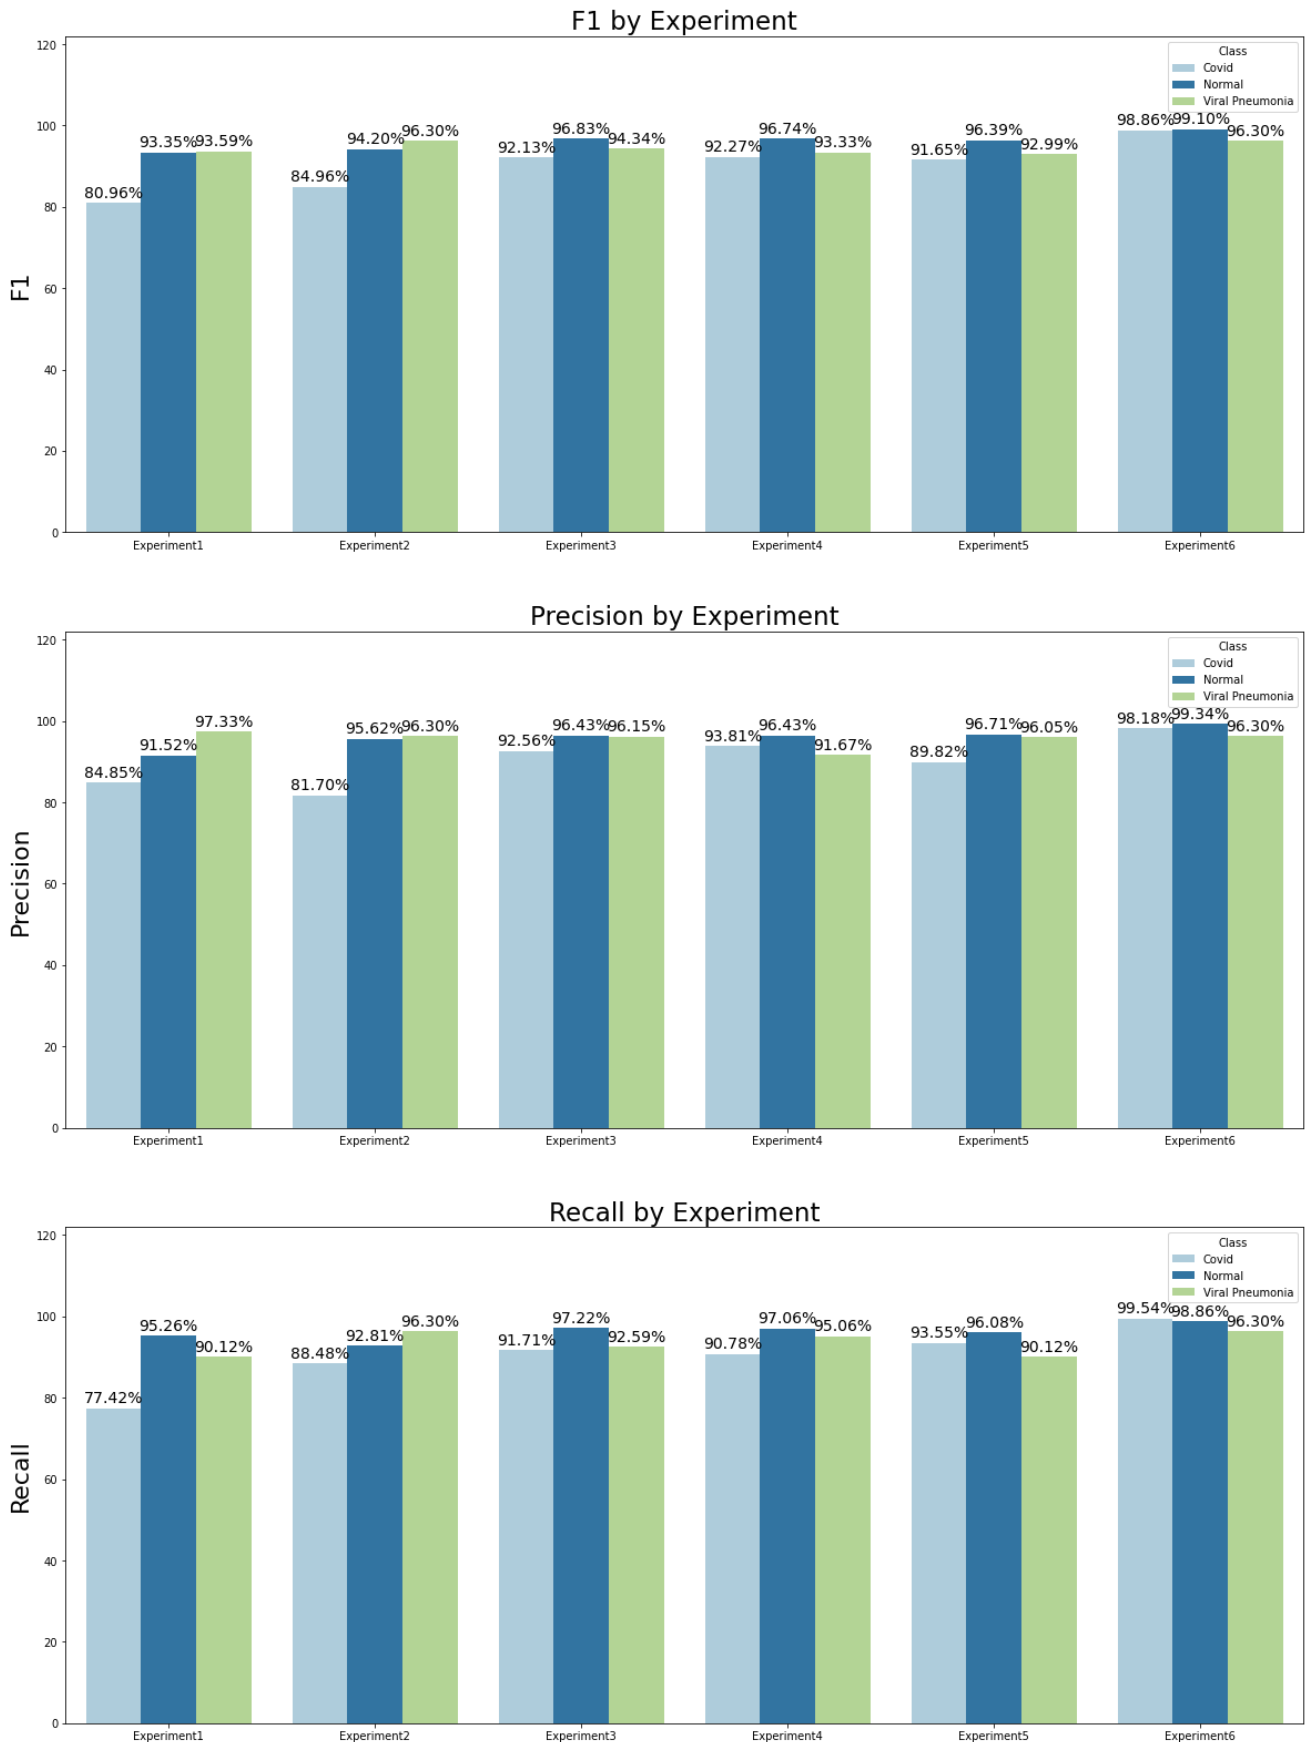 F1 by Experiment
120
100
80
60
40
20
0
F1
Class
Covid
Normal
Viral Pneumonia
80.96% 93.35% 93.59% 84.96% 94.20% 96.30% 92.13% 96.83% 94.34% 92.27% 96.74% 93.33% 91.65% 96.39% 92.99% 98.86% 99.10% 96.30%
Experiment1 Experiment2 Experiment3 Experiment4 Experiment5 Experiment6
Precision by Experiment
120
100
80
60
40
20
0
Precision
Class
Covid
Normal
Viral Pneumonia
84.85% 91.52% 97.33% 81.70% 95.62% 96.30% 92.56% 96.43% 96.15% 93.81% 96.43% 91.67% 89.82% 96.71% 96.05% 98.18% 99.34% 96.30%
Experiment1 Experiment2 Experiment3 Experiment4 Experiment5 Experiment6
Recall by Experiment
120
100
80
60
40
20
0
Recall
Class
Covid
Normal
Viral Pneumonia
77.42% 95.26% 90.12% 88.48% 92.81% 96.30% 91.71% 97.22% 92.59% 90.78% 97.06% 95.06% 93.55% 96.08% 90.12% 99.54% 98.86% 96.30%
Experiment1 Experiment2 Experiment3 Experiment4 Experiment5 Experiment6